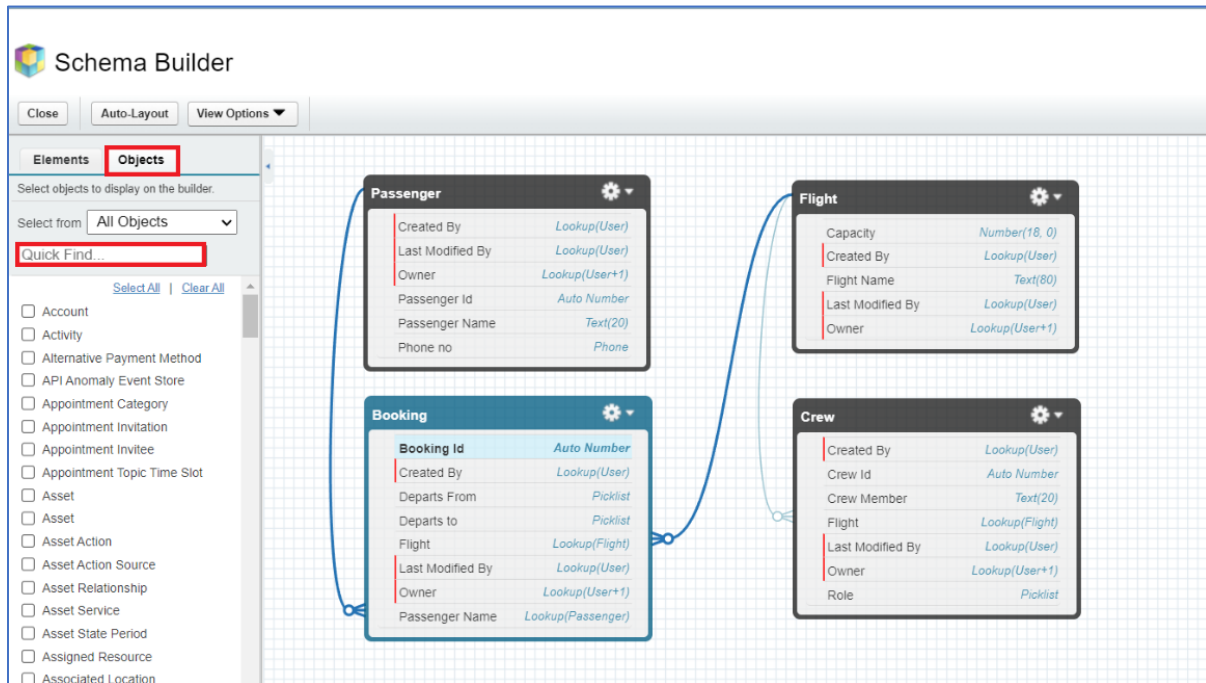 Schema Builder
Close
Auto-Layout
View Options
Elements
Objects
Select objects to display on the builder.
Select from All Objects
Quick Find...
Select All | Clear All
Account
Activity
Alternative Payment Method
API Anomaly Event Store
Appointment Category
Appointment Invitation
Appointment Invitee
Appointment Topic Time Slot
Asset
Asset
Asset Action
Asset Action Source
Asset Relationship
Asset Service
Asset State Period
Assigned Resource
Associated Location
Passenger
Created By Lookup(User)
Last Modified By Lookup(User)
Owner Lookup(User+1)
Passenger Id Auto Number
Passenger Name Text(20)
Phone no Phone
Flight
Capacity Number(18, 0)
Created By Lookup(User)
Flight Name Text(80)
Last Modified By Lookup(User)
Owner Lookup(User+1)
Booking
Booking Id Auto Number
Created By Lookup(User)
Departs From Picklist
Departs to Picklist
Flight Lookup(Flight)
Last Modified By Lookup(User)
Owner Lookup(User+1)
Passenger Name Lookup(Passenger)
Crew
Created By Lookup(User)
Crew Id Auto Number
Crew Member Text(20)
Flight Lookup(Flight)
Last Modified By Lookup(User)
Owner Lookup(User+1)
Role Picklist